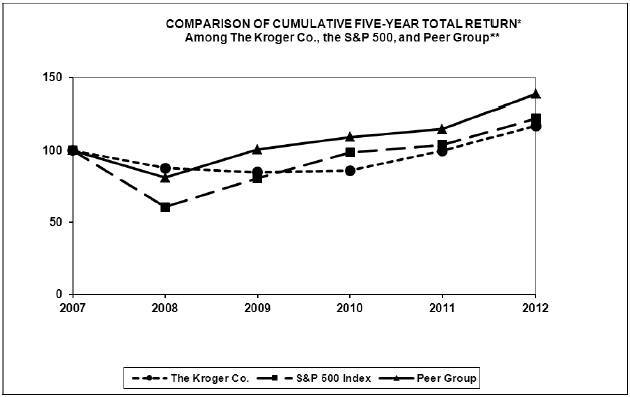 COMPARISON OF CUMULATIVE FIVE-YEAR TOTAL RETURN*
Among The Kroger Co., the S&P 500, and Peer Group**
150
100
50
0
2007 2008 2009 2010 2011 2012
The Kroger Co. S&P 500 Index Peer Group